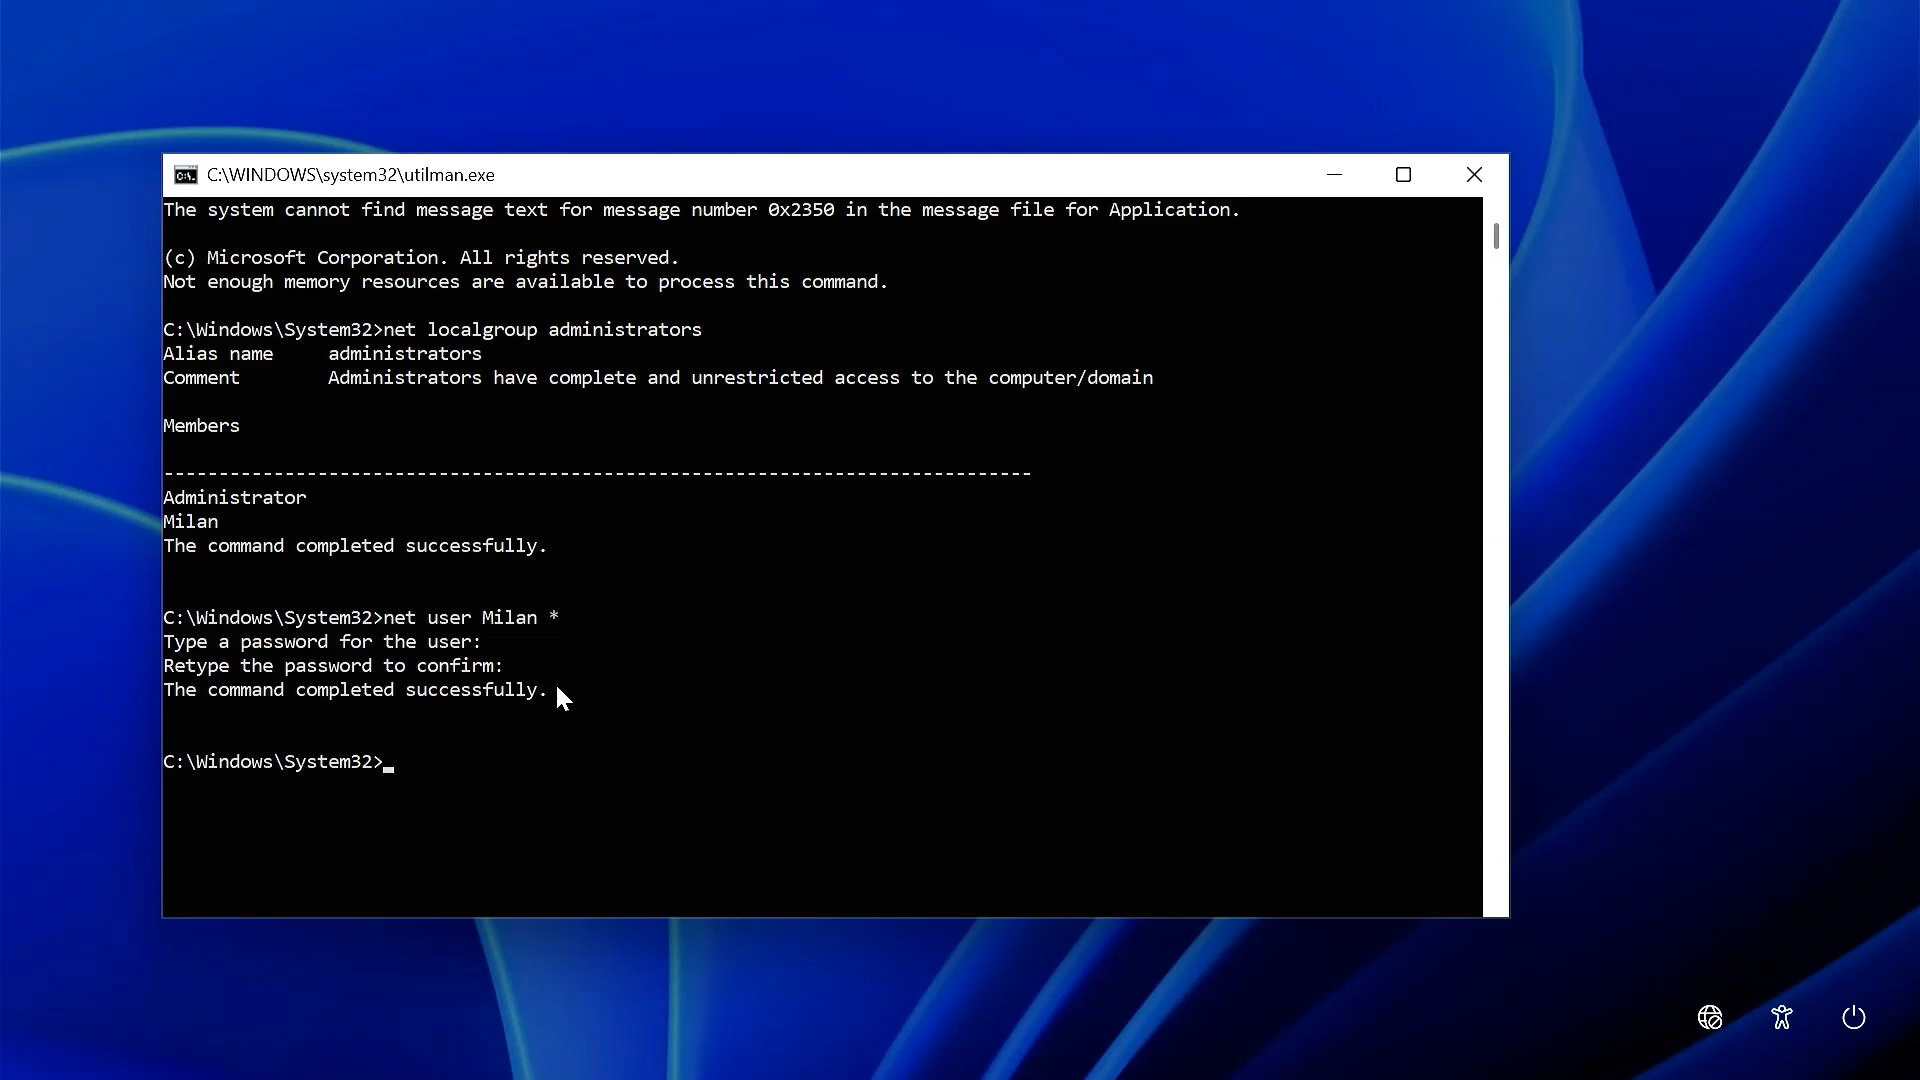 C:\WINDOWS\system32\utilman.exe
The system cannot find message text for message number 0x2350 in the message file for Application.
(c) Microsoft Corporation. All rights reserved.
Not enough memory resources are available to process this command.
C:\Windows\System32>net localgroup administrators
Alias name     administrators
Comment        Administrators have complete and unrestricted access to the computer/domain
Members
-------------------------------------------------------------------------------
Administrator
Milan
The command completed successfully.
C:\Windows\System32>net user Milan *
Type a password for the user:
Retype the password to confirm:
The command completed successfully.
C:\Windows\System32>